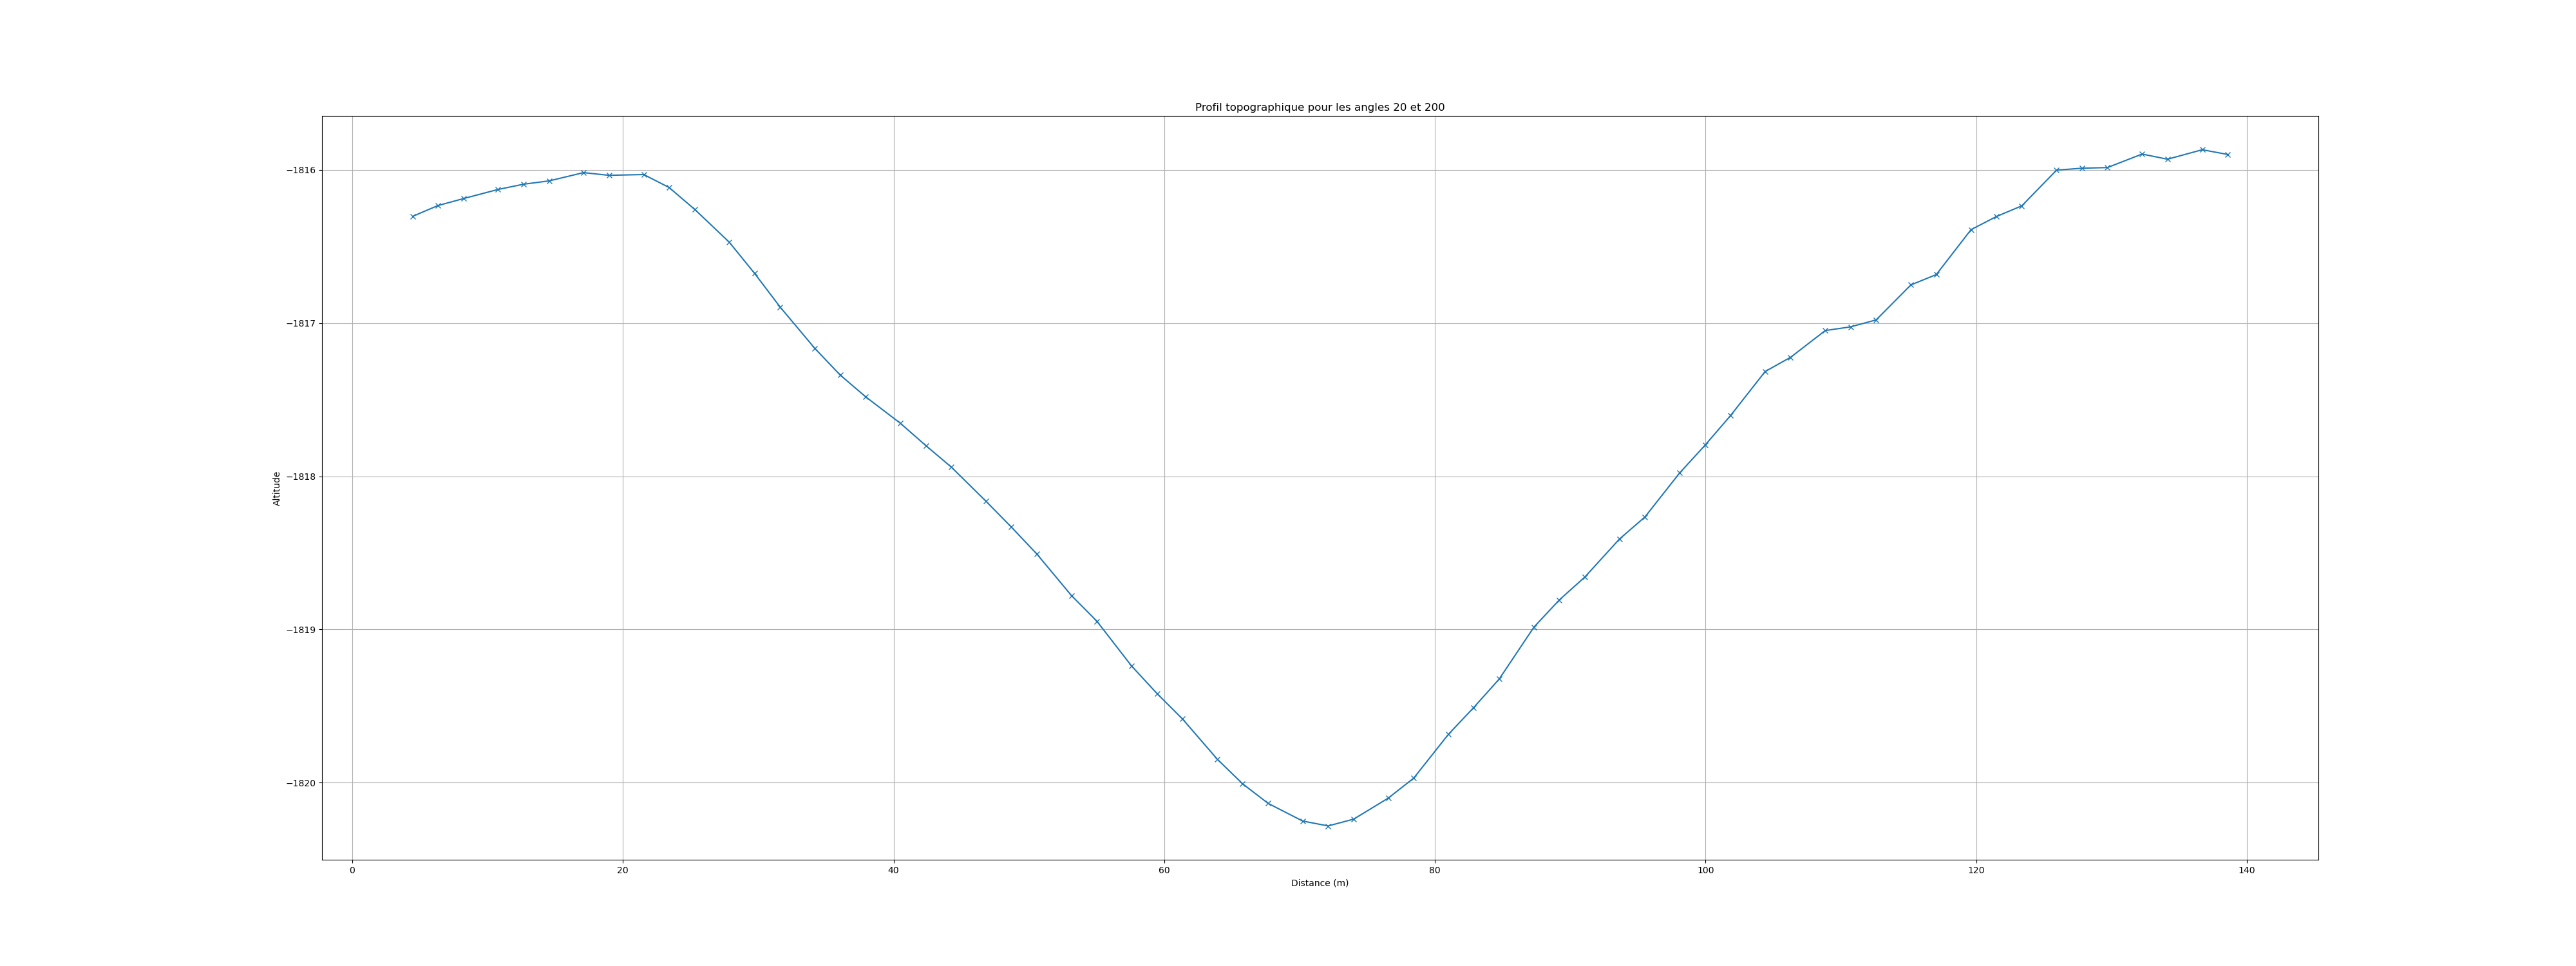 Profil topographique pour les angles 20 et 200
−1816
−1817
−1818
−1819
−1820
Altitude
0 20 40 60 80 100 120 140
Distance (m)